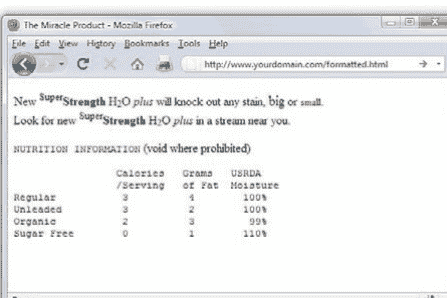 The Miracle Product - Mozilla Firefox
File Edit View History Bookmarks Tools Help
http://www.yourdomain.com/formatted.html
New SuperStrength H2O plus will knock out any stain, big or small.
Look for new SuperStrength H2O plus in a stream near you.
NUTRITION INFORMATION (void where prohibited)
Calories Grams USRDA
/Serving of Fat Moisture
Regular 3 4 100%
Unleaded 3 2 100%
Organic 2 3 99%
Sugar Free 0 1 110%